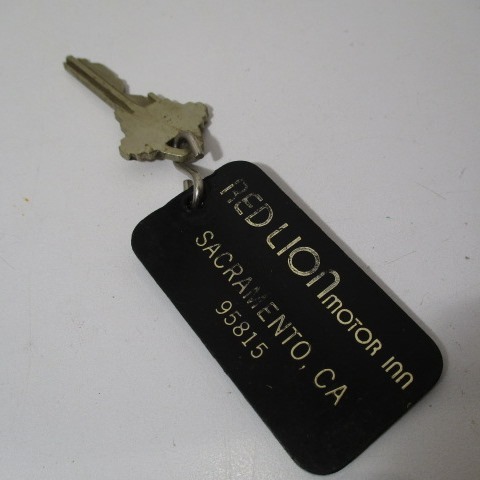 RED LION MOTOR INN
SACRAMENTO, CA
95815